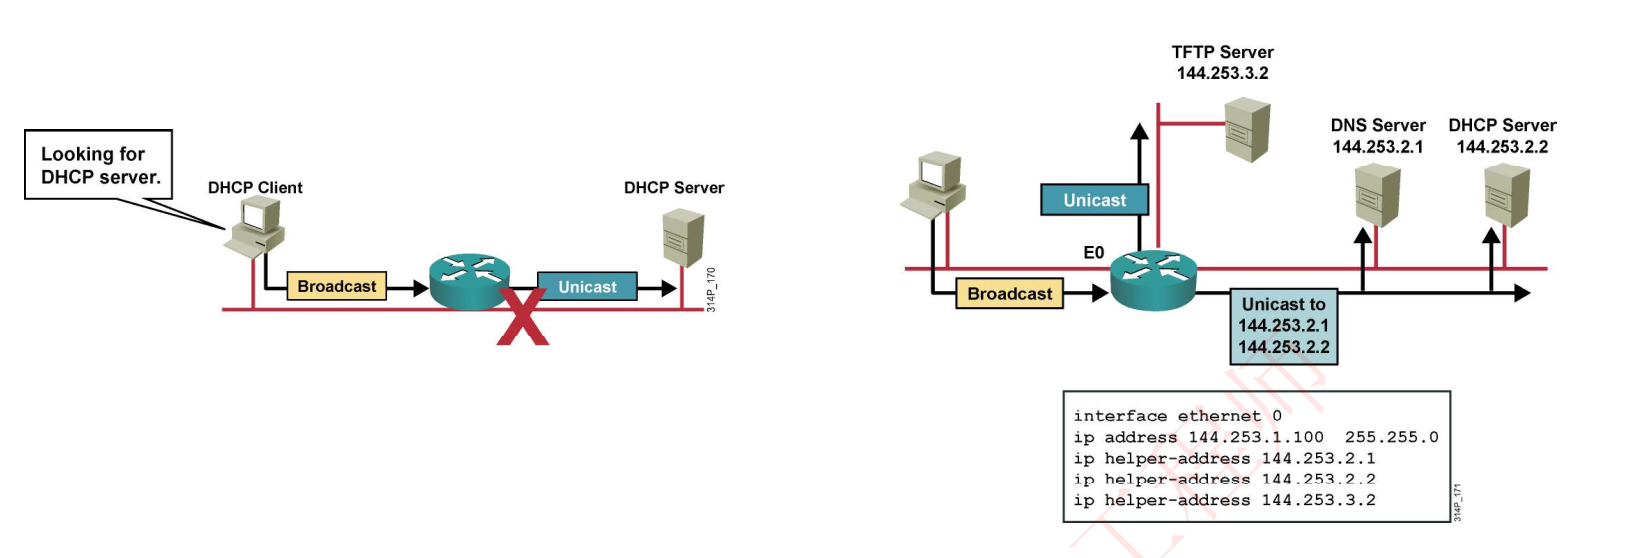 Looking for
DHCP server.
DHCP Client
DHCP Server
Broadcast
Unicast
X
314P_170
TFTP Server
144.253.3.2
DNS Server
144.253.2.1
DHCP Server
144.253.2.2
Unicast
E0
Broadcast
Unicast to
144.253.2.1
144.253.2.2
interface ethernet 0
ip address 144.253.1.100 255.255.0
ip helper-address 144.253.2.1
ip helper-address 144.253.2.2
ip helper-address 144.253.3.2
314P_171
工程师